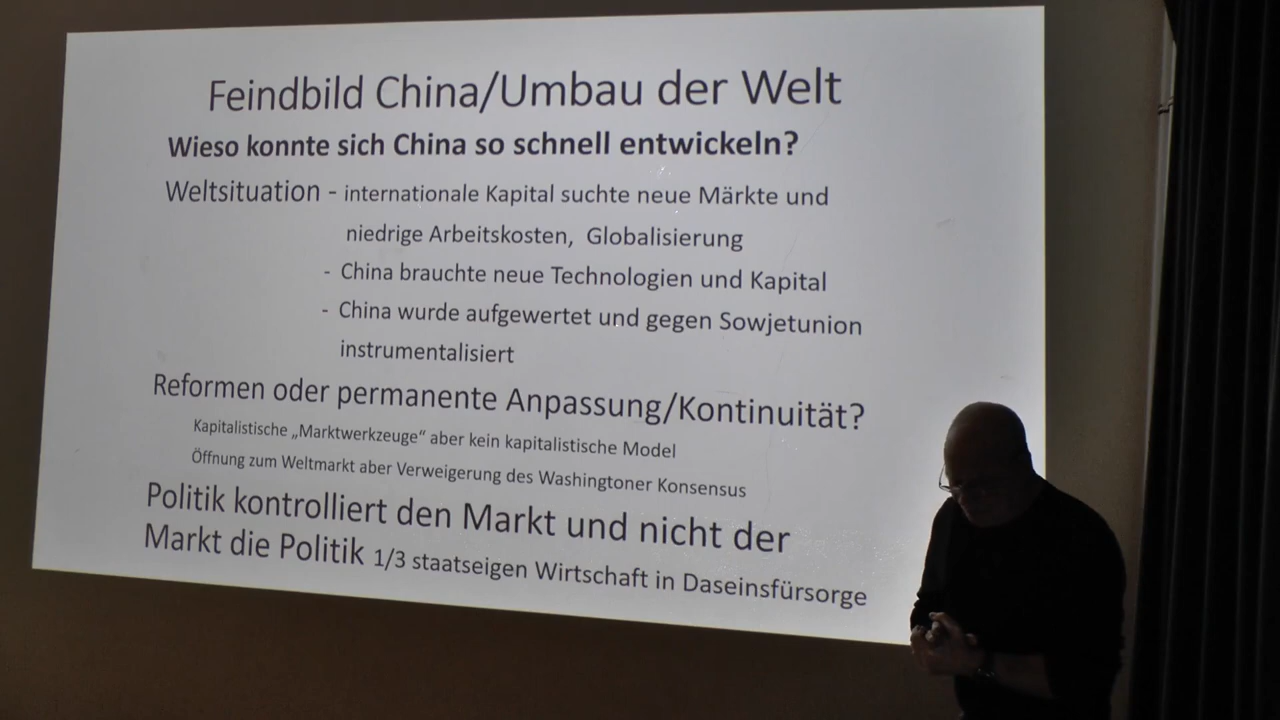 Feindbild China/Umbau der Welt
Wieso konnte sich China so schnell entwickeln?
Weltsituation - internationale Kapital suchte neue Märkte und
niedrige Arbeitskosten, Globalisierung
- China brauchte neue Technologien und Kapital
- China wurde aufgewertet und gegen Sowjetunion
instrumentalisiert
Reformen oder permanente Anpassung/Kontinuität?
Kapitalistische „Marktwerkzeuge“ aber kein kapitalistische Model
Öffnung zum Weltmarkt aber Verweigerung des Washingtoner Konsensus
Politik kontrolliert den Markt und nicht der
Markt die Politik 1/3 staatseigen Wirtschaft in Daseinsfürsorge